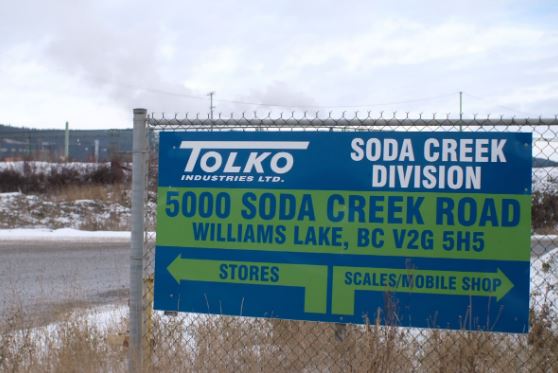 TOLKO
INDUSTRIES LTD.
SODA CREEK
DIVISION
5000 SODA CREEK ROAD
WILLIAMS LAKE, BC V2G 5H5
STORES
SCALES/MOBILE SHOP